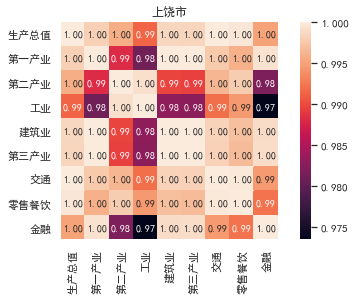 上饶市
生产总值 1.00 1.00 1.00 0.99 1.00 1.00 1.00 1.00 1.00
第一产业 1.00 1.00 0.99 0.98 1.00 1.00 1.00 1.00 1.00
第二产业 1.00 0.99 1.00 1.00 0.99 0.99 1.00 1.00 0.98
工业 0.99 0.98 1.00 1.00 0.98 0.98 0.99 0.99 0.97
建筑业 1.00 1.00 0.99 0.98 1.00 1.00 1.00 1.00 1.00
第三产业 1.00 1.00 0.99 0.98 1.00 1.00 1.00 1.00 1.00
交通 1.00 1.00 1.00 0.99 1.00 1.00 1.00 1.00 0.99
零售餐饮 1.00 1.00 1.00 0.99 1.00 1.00 1.00 1.00 0.99
金融 1.00 1.00 0.98 0.97 1.00 1.00 0.99 0.99 1.00
生产总值
第一产业
第二产业
工业
建筑业
第三产业
交通
零售餐饮
金融
1.000
0.995
0.990
0.985
0.980
0.975